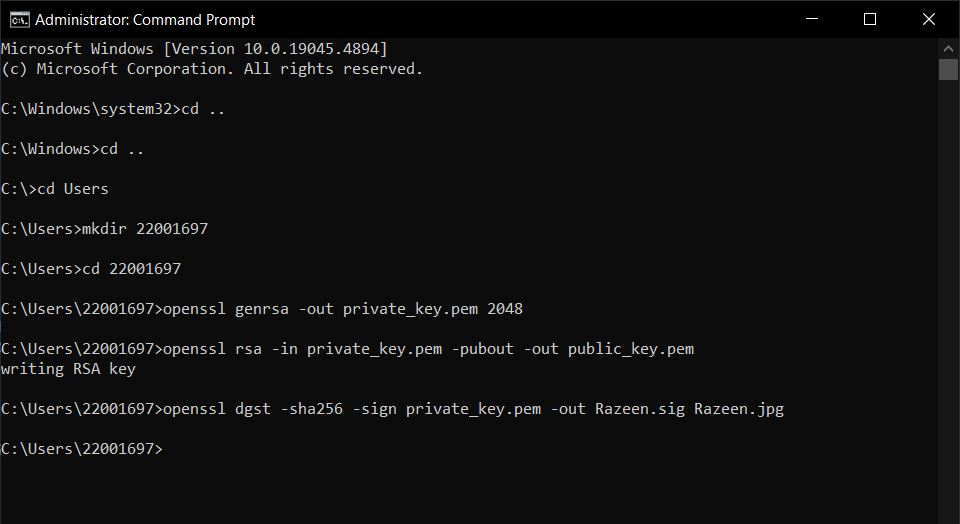 Administrator: Command Prompt
Microsoft Windows [Version 10.0.19045.4894]
(c) Microsoft Corporation. All rights reserved.
C:\Windows\system32>cd ..
C:\Windows>cd ..
C:\>cd Users
C:\Users>mkdir 22001697
C:\Users>cd 22001697
C:\Users\22001697>openssl genrsa -out private_key.pem 2048
C:\Users\22001697>openssl rsa -in private_key.pem -pubout -out public_key.pem
writing RSA key
C:\Users\22001697>openssl dgst -sha256 -sign private_key.pem -out Razeen.sig Razeen.jpg
C:\Users\22001697>